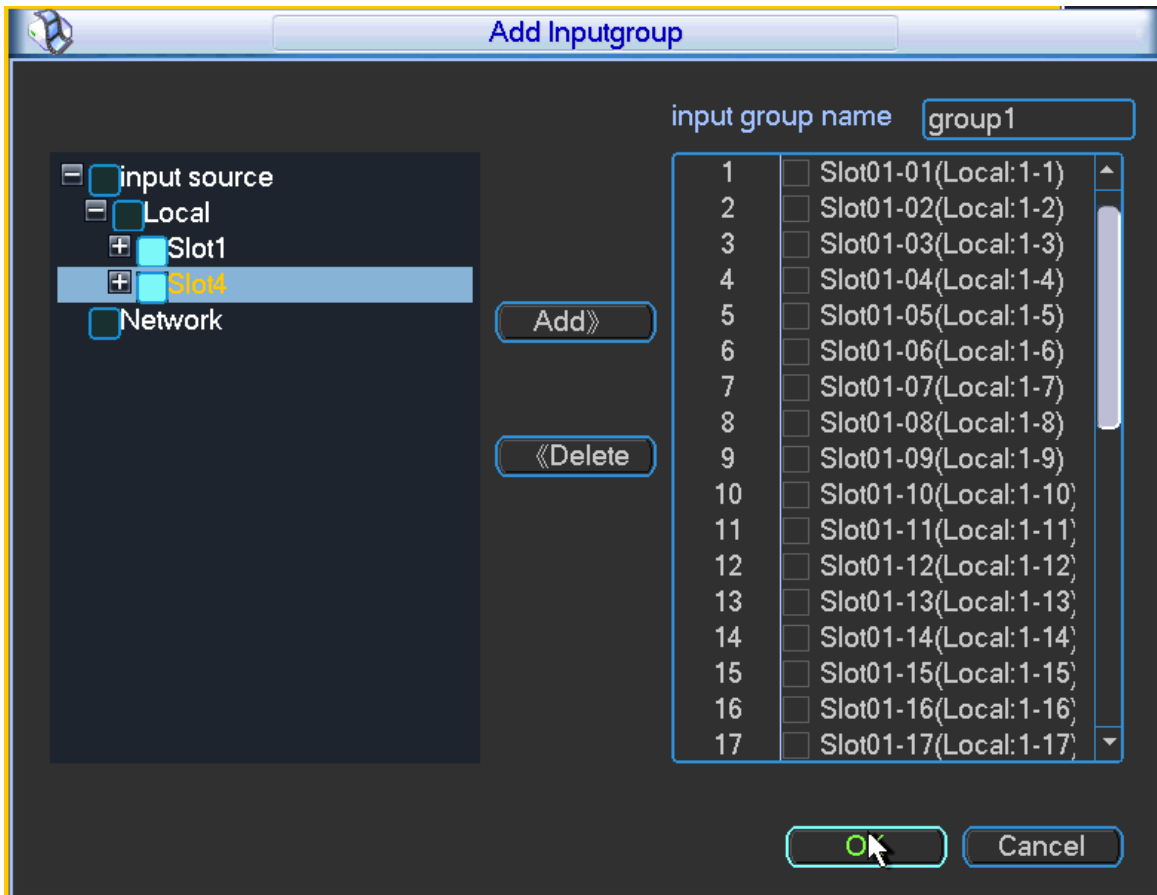 Add Inputgroup
input group name group1
input source
Local
Slot1
Slot4
Network
Add》
《Delete
1 Slot01-01(Local:1-1)
2 Slot01-02(Local:1-2)
3 Slot01-03(Local:1-3)
4 Slot01-04(Local:1-4)
5 Slot01-05(Local:1-5)
6 Slot01-06(Local:1-6)
7 Slot01-07(Local:1-7)
8 Slot01-08(Local:1-8)
9 Slot01-09(Local:1-9)
10 Slot01-10(Local:1-10)
11 Slot01-11(Local:1-11)
12 Slot01-12(Local:1-12)
13 Slot01-13(Local:1-13)
14 Slot01-14(Local:1-14)
15 Slot01-15(Local:1-15)
16 Slot01-16(Local:1-16)
17 Slot01-17(Local:1-17)
OK Cancel